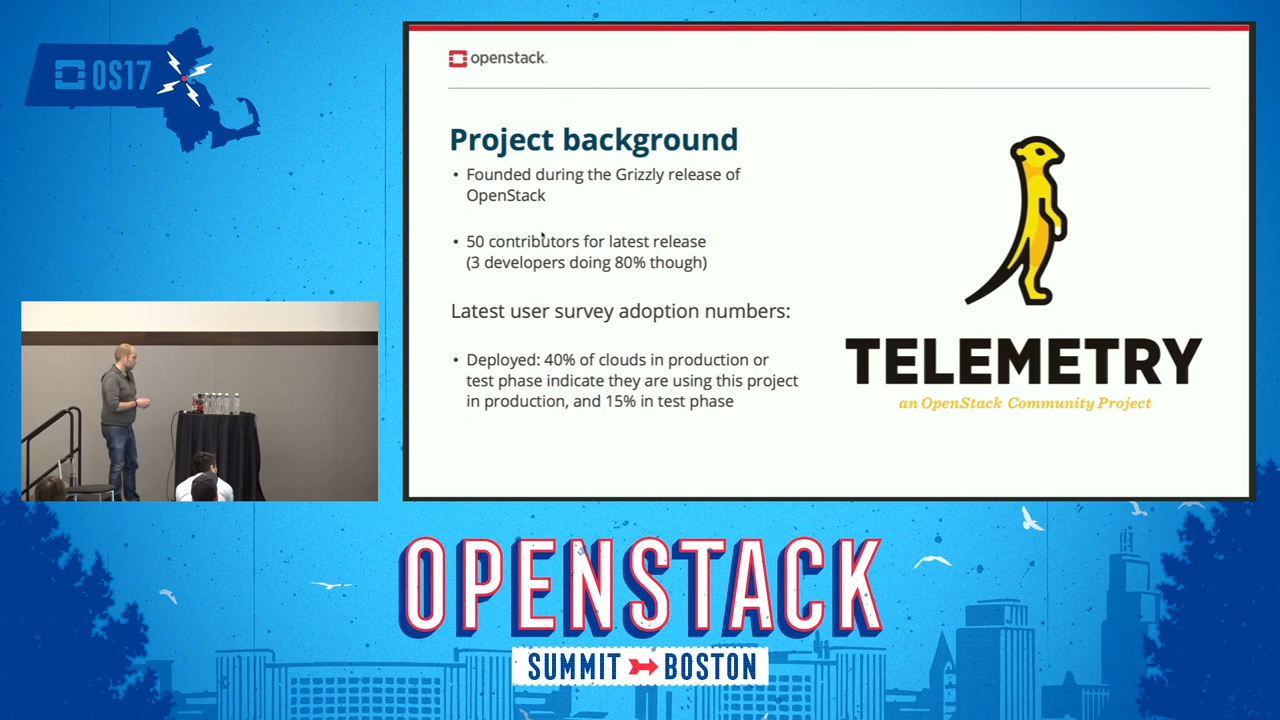 OS17
openstack.
Project background
• Founded during the Grizzly release of
OpenStack
• 50 contributors for latest release
(3 developers doing 80% though)
Latest user survey adoption numbers:
• Deployed: 40% of clouds in production or
test phase indicate they are using this project
in production, and 15% in test phase
TELEMETRY
an OpenStack Community Project
OPENSTACK
SUMMIT BOSTON